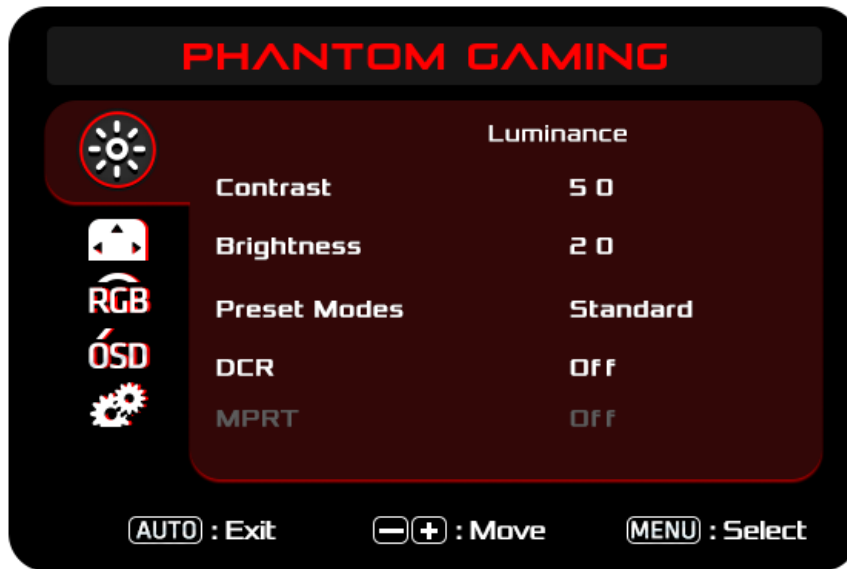 PHANTOM GAMING
Luminance
Contrast 50
Brightness 20
RGB
Preset Modes Standard
OSD
DCR Off
MPRT Off
AUTO : Exit - + : Move MENU : Select